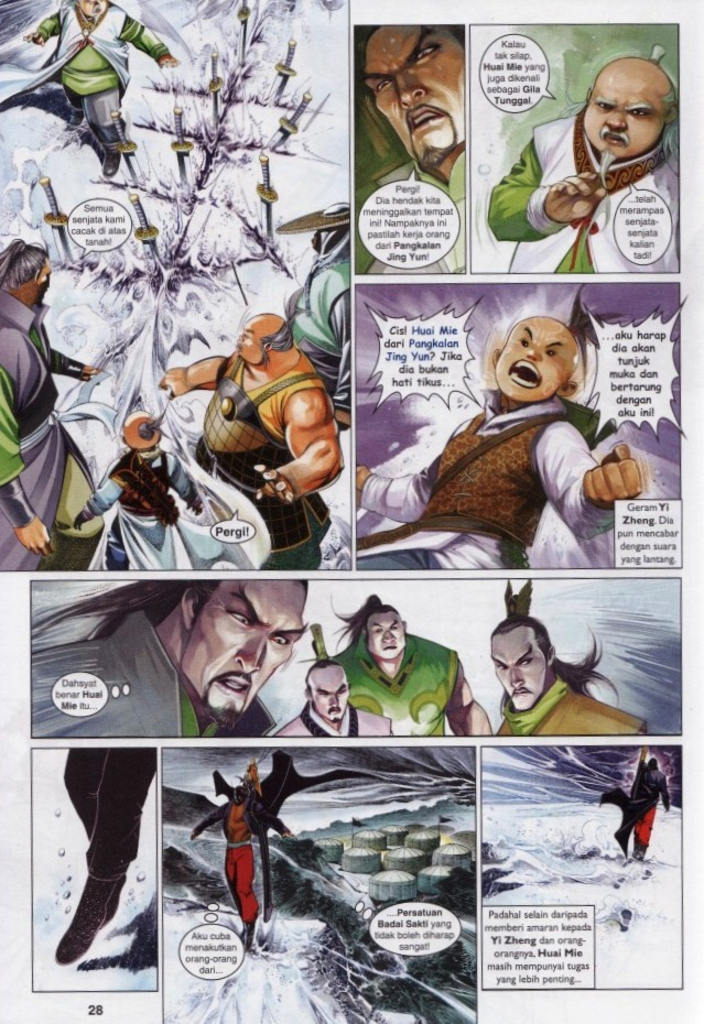 Semua
senjata kami
cacak di atas
tanah!
Pergi!
Pergi!
Dia hendak kita
meninggalkan tempat
ini! Nampaknya ini
pastilah kerja orang
dari Pangkalan
Jing Yun!
Kalau
tak silap,
Huai Mie yang
juga dikenali
sebagai Gila
Tunggal,
...telah
merampas
senjata-
senjata
kalian
tadi!
Cis! Huai Mie
dari Pangkalan
Jing Yun? Jika
dia bukan
hati tikus...
...aku harap
dia akan
tunjuk
muka dan
bertarung
dengan
aku ini!
Geram Yi
Zheng. Dia
pun mencabar
dengan suara
yang lantang.
Dahsyat
benar Huai
Mie itu...
Aku cuba
menakutkan
orang-orang
dari...
....Persatuan
Badai Sakti yang
tidak boleh diharap
sangat!
Padahal selain daripada
memberi amaran kepada
Yi Zheng dan orang-
orangnya, Huai Mie
masih mempunyai tugas
yang lebih penting...
28